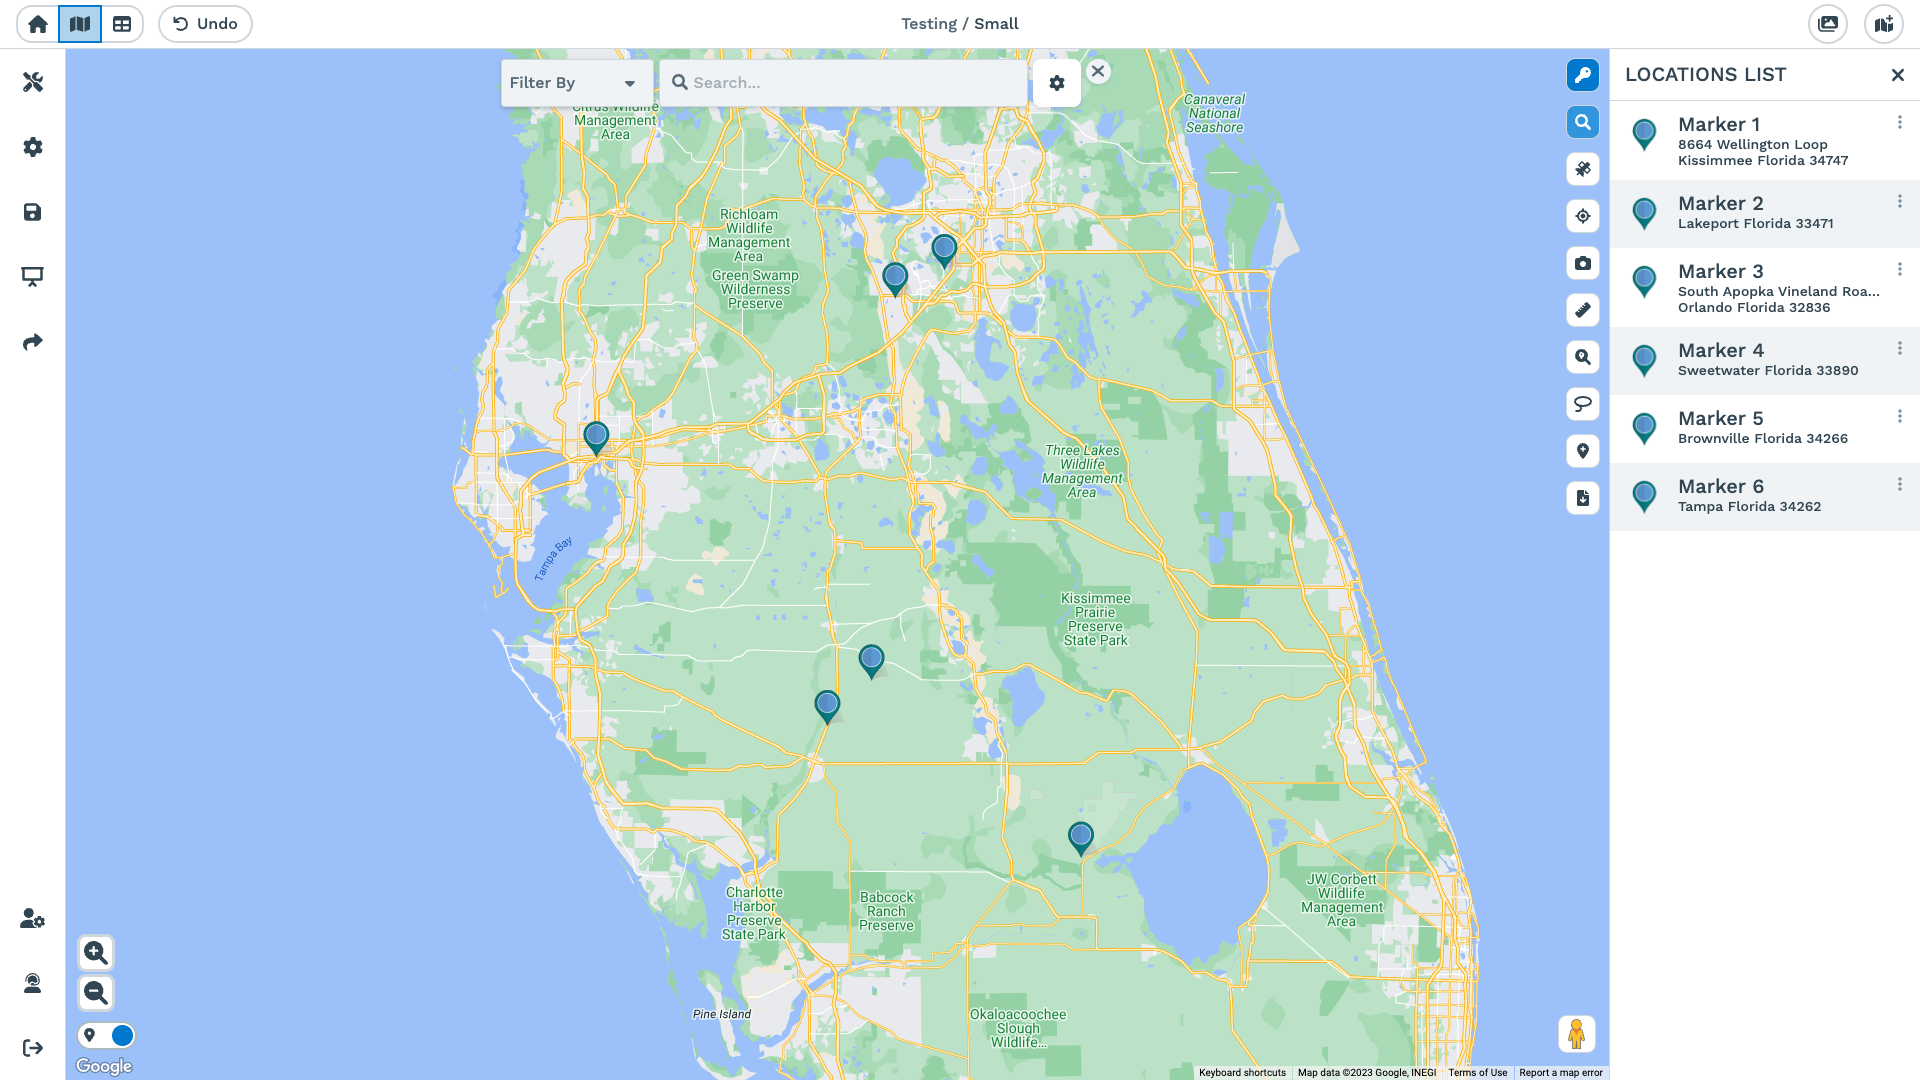 Undo
Testing / Small
Filter By
Search...
LOCATIONS LIST
Marker 1
8664 Wellington Loop
Kissimmee Florida 34747
Marker 2
Lakeport Florida 33471
Marker 3
South Apopka Vineland Roa...
Orlando Florida 32836
Marker 4
Sweetwater Florida 33890
Marker 5
Brownville Florida 34266
Marker 6
Tampa Florida 34262
Citrus Wildlife
Management
Area
Canaveral
National
Seashore
Richloam
Wildlife
Management
Area
Green Swamp
Wilderness
Preserve
Three Lakes
Wildlife
Management
Area
Tampa Bay
Kissimmee
Prairie
Preserve
State Park
Charlotte
Harbor
Preserve
State Park
Babcock
Ranch
Preserve
JW Corbett
Wildlife
Management
Area
Pine Island
Okaloacoochee
Slough
Wildlife...
Google
Keyboard shortcuts
Map data ©2023 Google, INEGI
Terms of Use
Report a map error